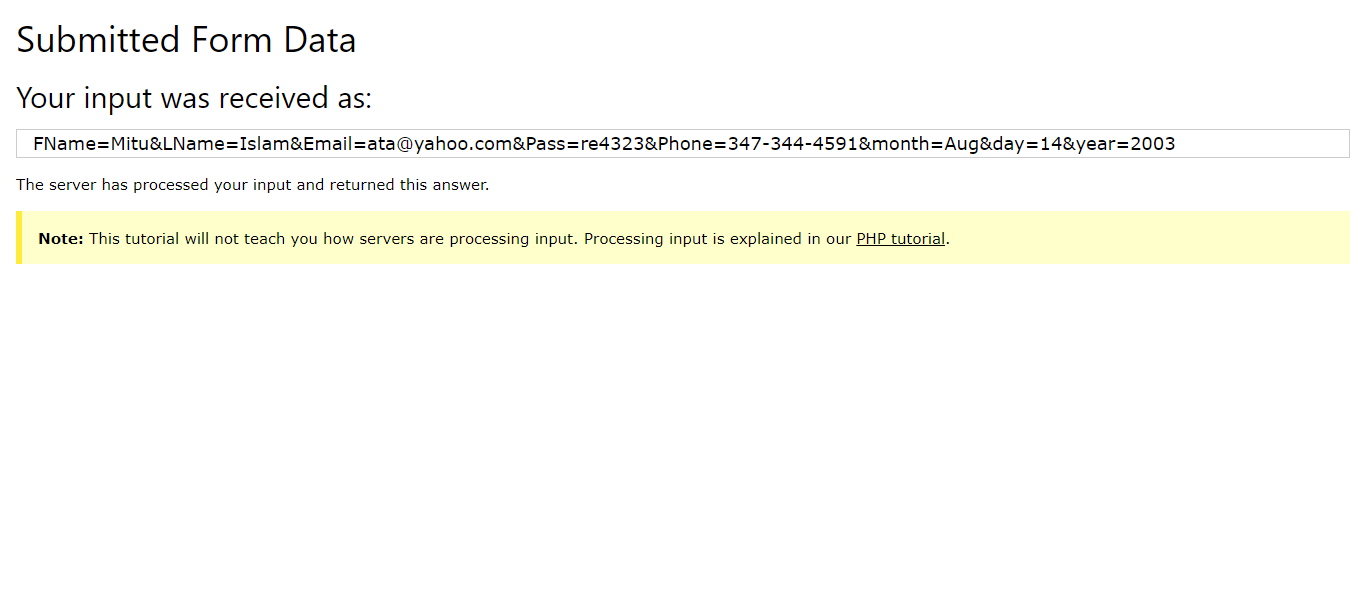 Submitted Form Data
Your input was received as:
FName=Mitu&LName=Islam&Email=ata@yahoo.com&Pass=re4323&Phone=347-344-4591&month=Aug&day=14&year=2003
The server has processed your input and returned this answer.
Note: This tutorial will not teach you how servers are processing input. Processing input is explained in our PHP tutorial.